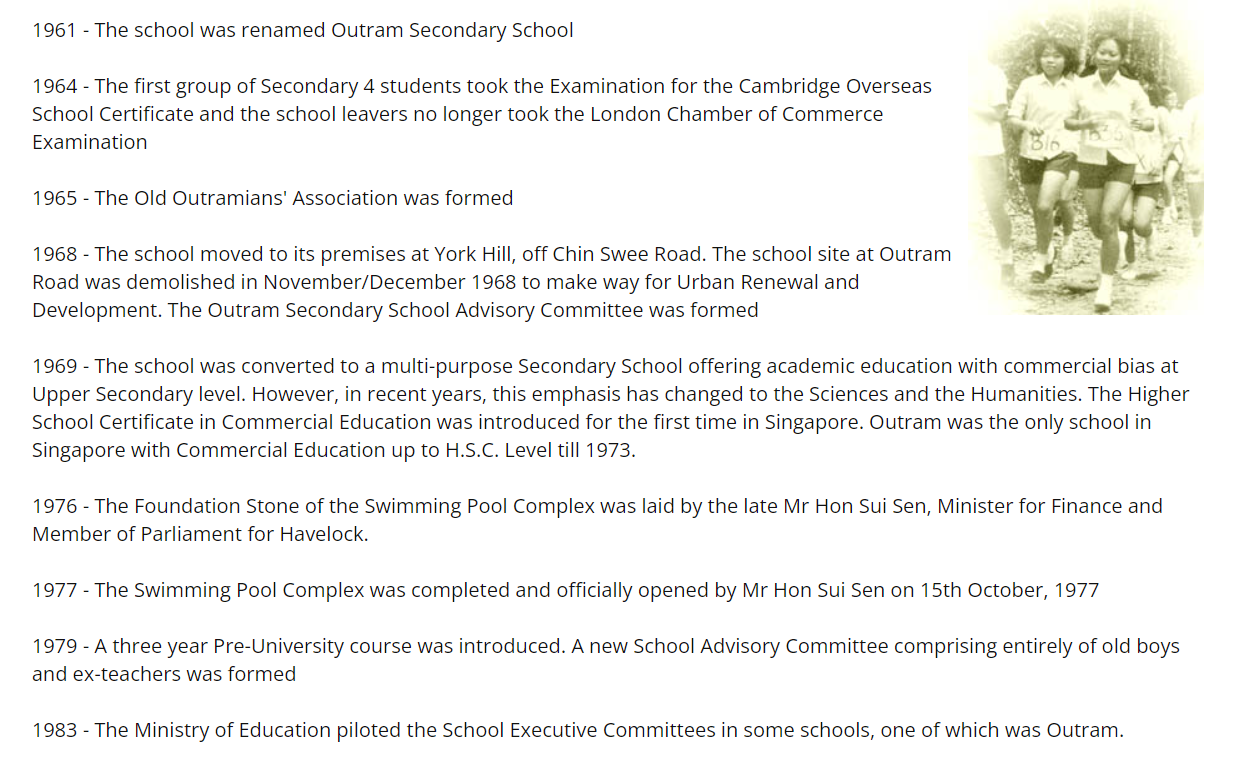 1961 - The school was renamed Outram Secondary School
1964 - The first group of Secondary 4 students took the Examination for the Cambridge Overseas
School Certificate and the school leavers no longer took the London Chamber of Commerce
Examination
1965 - The Old Outramians' Association was formed
1968 - The school moved to its premises at York Hill, off Chin Swee Road. The school site at Outram
Road was demolished in November/December 1968 to make way for Urban Renewal and
Development. The Outram Secondary School Advisory Committee was formed
1969 - The school was converted to a multi-purpose Secondary School offering academic education with commercial bias at
Upper Secondary level. However, in recent years, this emphasis has changed to the Sciences and the Humanities. The Higher
School Certificate in Commercial Education was introduced for the first time in Singapore. Outram was the only school in
Singapore with Commercial Education up to H.S.C. Level till 1973.
1976 - The Foundation Stone of the Swimming Pool Complex was laid by the late Mr Hon Sui Sen, Minister for Finance and
Member of Parliament for Havelock.
1977 - The Swimming Pool Complex was completed and officially opened by Mr Hon Sui Sen on 15th October, 1977
1979 - A three year Pre-University course was introduced. A new School Advisory Committee comprising entirely of old boys
and ex-teachers was formed
1983 - The Ministry of Education piloted the School Executive Committees in some schools, one of which was Outram.